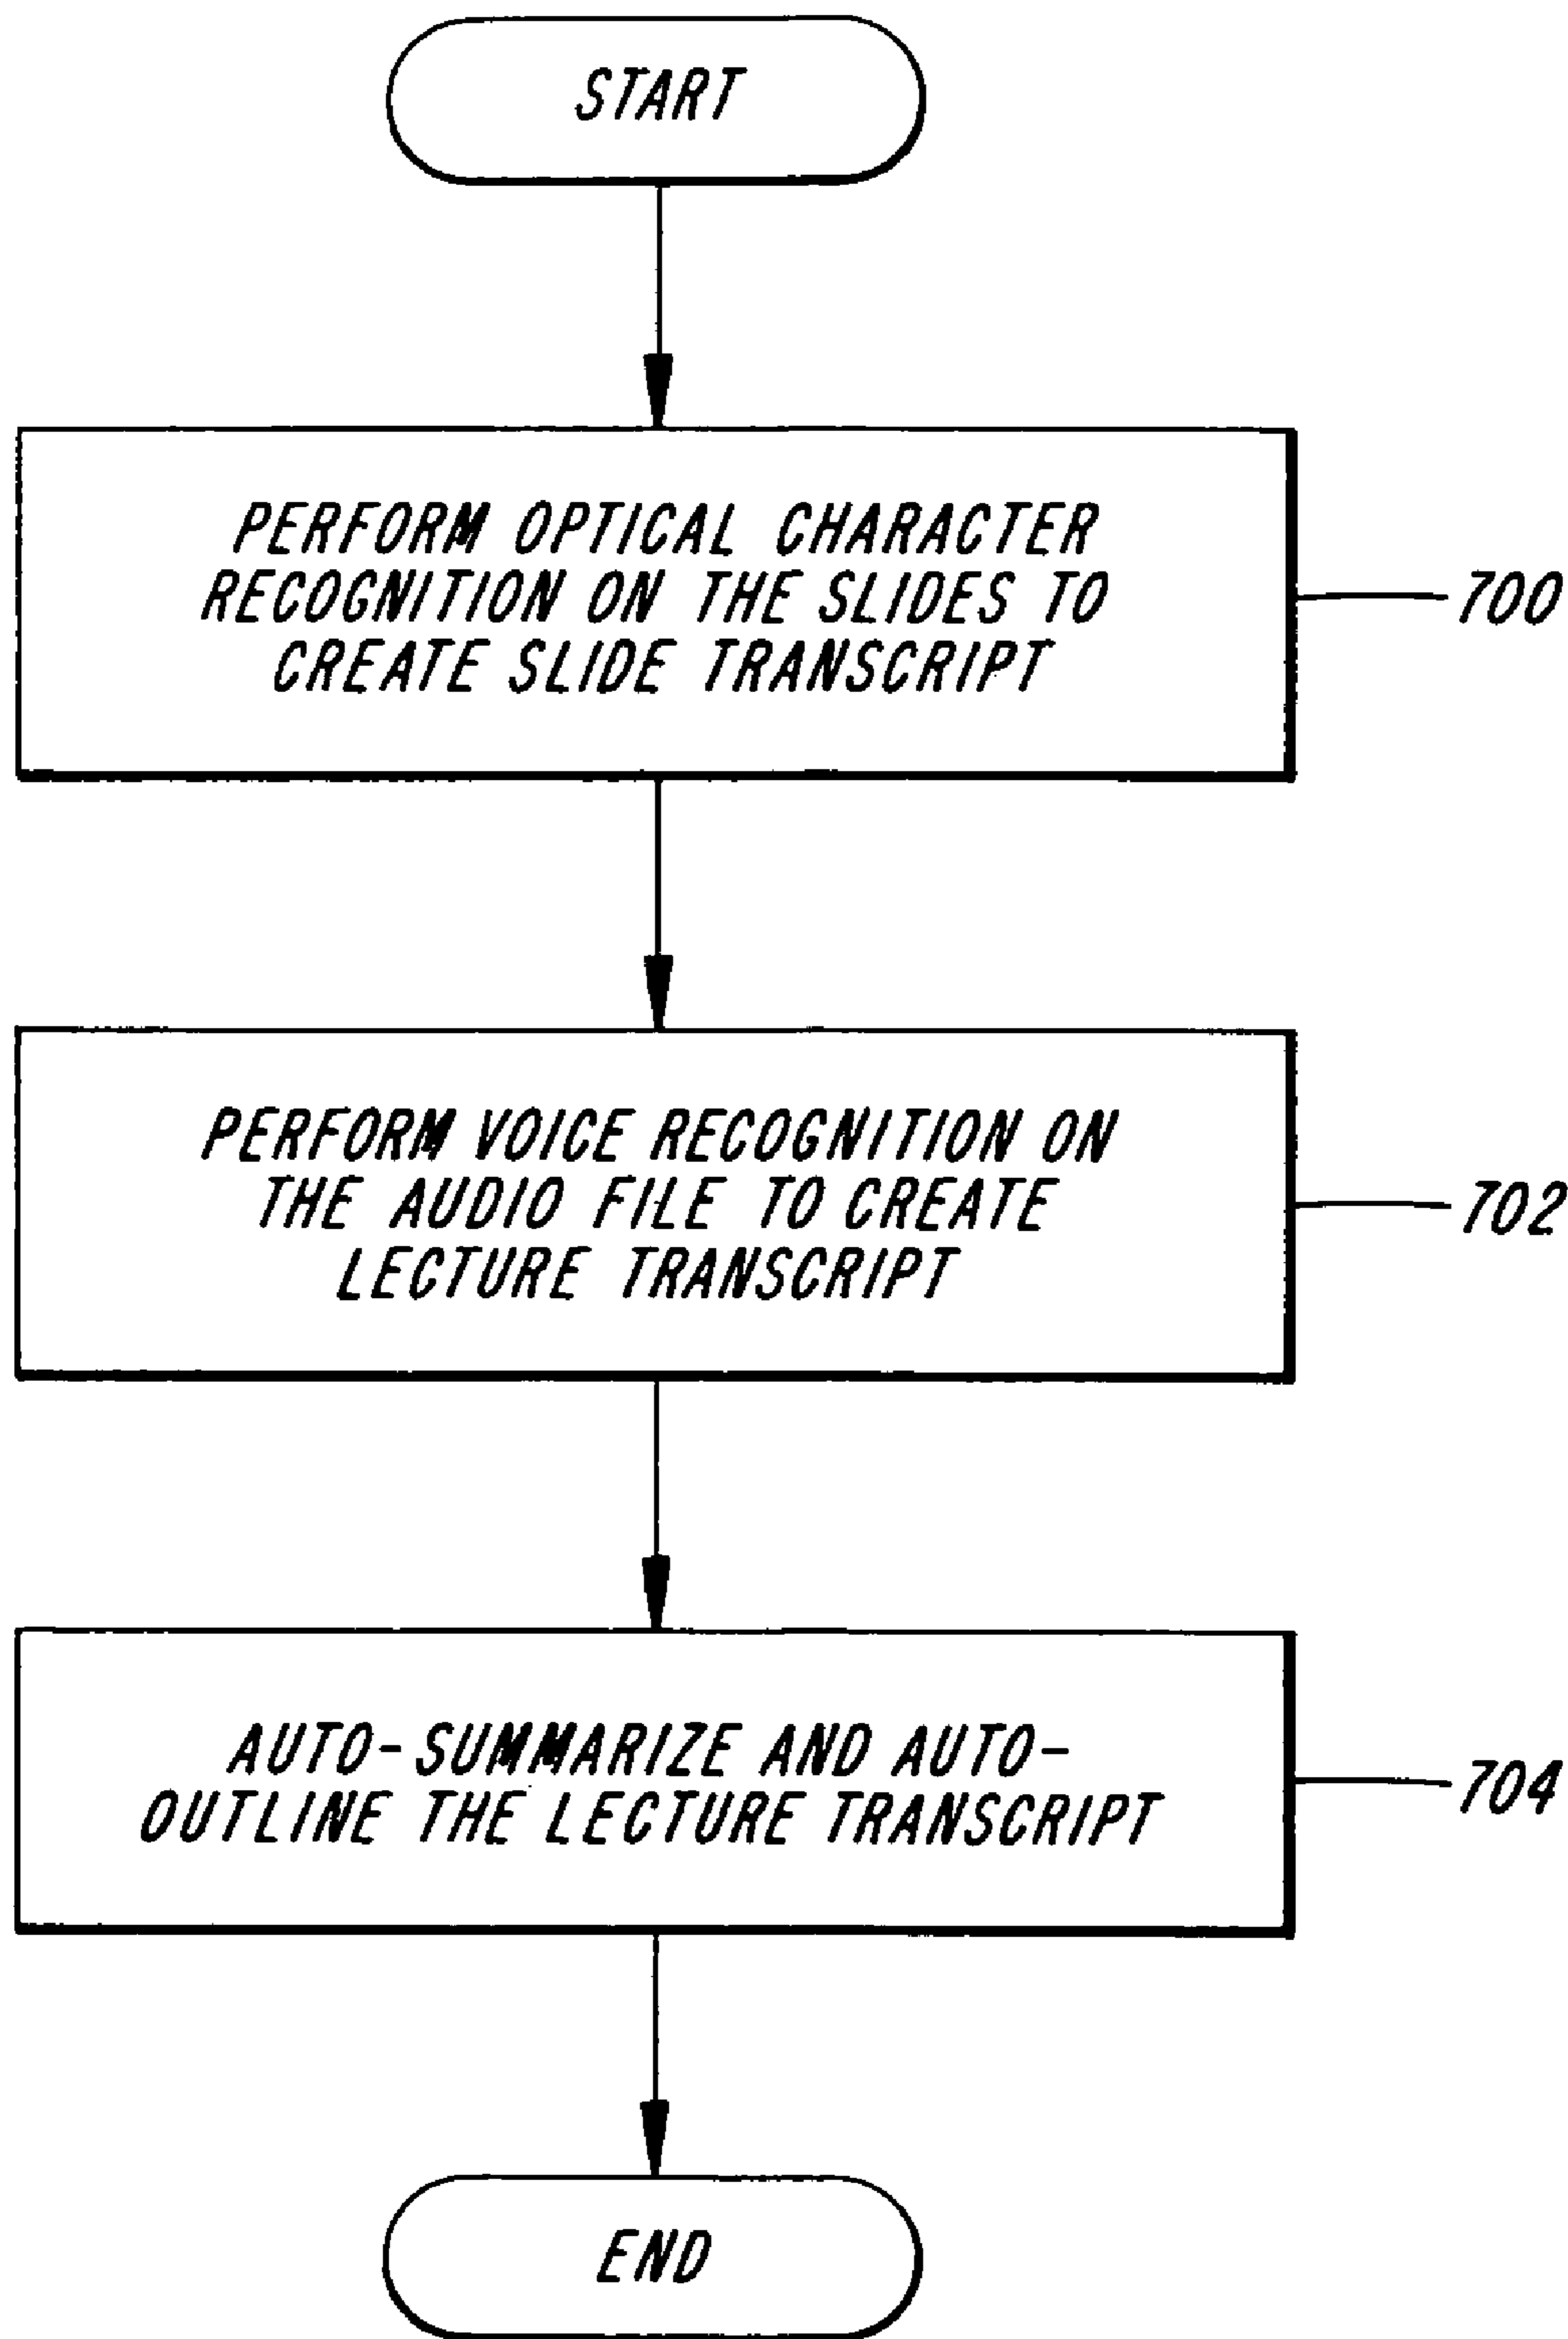 START
PERFORM OPTICAL CHARACTER
RECOGNITION ON THE SLIDES TO
CREATE SLIDE TRANSCRIPT
700
PERFORM VOICE RECOGNITION ON
THE AUDIO FILE TO CREATE
LECTURE TRANSCRIPT
702
AUTO-SUMMARIZE AND AUTO-
OUTLINE THE LECTURE TRANSCRIPT
704
END